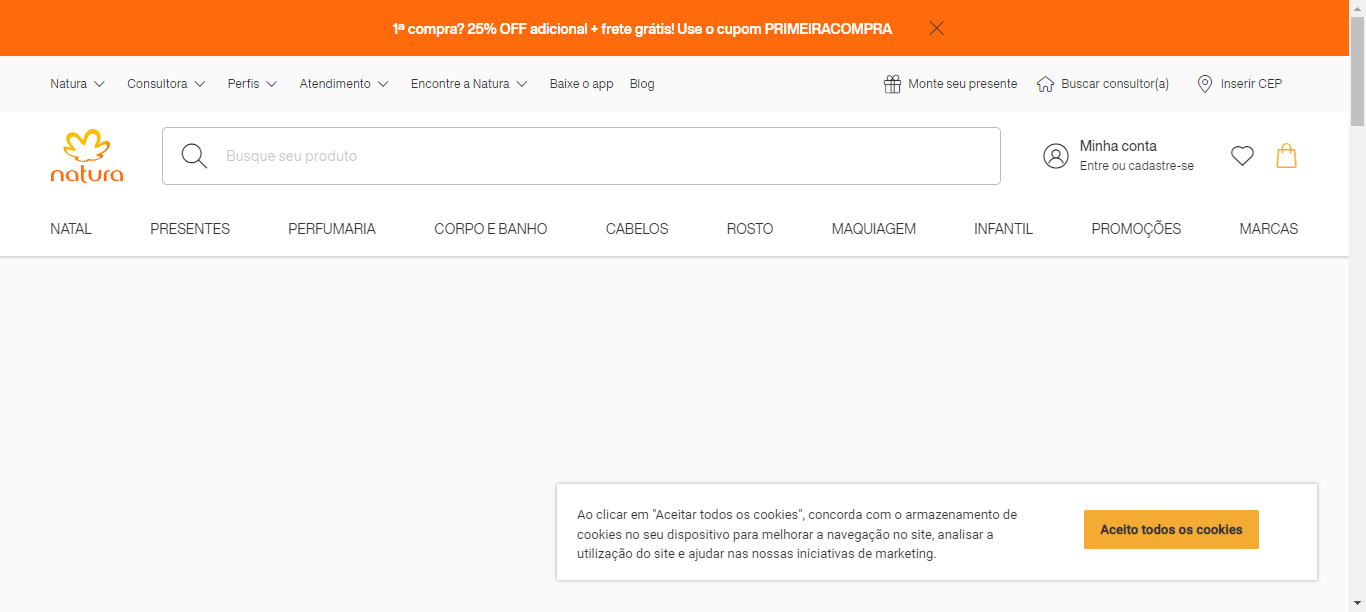 1ª compra? 25% OFF adicional + frete grátis! Use o cupom PRIMEIRACOMPRA
Natura Consultora Perfis Atendimento Encontre a Natura Baixe o app Blog Monte seu presente Buscar consultor(a) Inserir CEP
natura
Busque seu produto
Minha conta
Entre ou cadastre-se
NATAL PRESENTES PERFUMARIA CORPO E BANHO CABELOS ROSTO MAQUIAGEM INFANTIL PROMOÇÕES MARCAS
Ao clicar em "Aceitar todos os cookies", concorda com o armazenamento de
cookies no seu dispositivo para melhorar a navegação no site, analisar a
utilização do site e ajudar nas nossas iniciativas de marketing.
Aceito todos os cookies